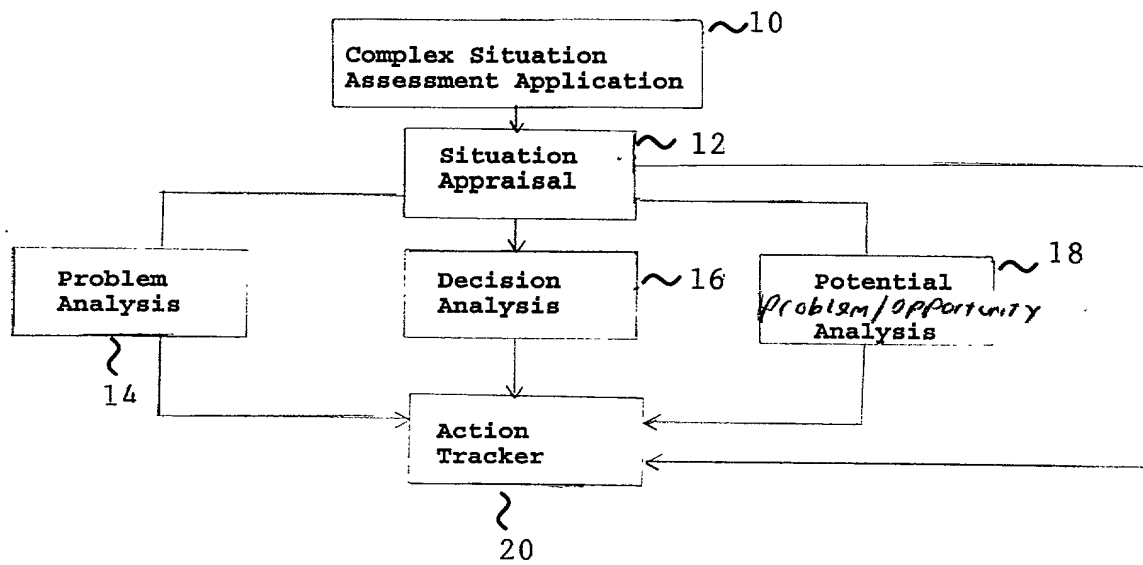 10
Complex Situation
Assessment Application
12
Situation
Appraisal
18
Problem
Analysis
Decision
Analysis
16
Potential
Problem/Opportunity
Analysis
14
Action
Tracker
20